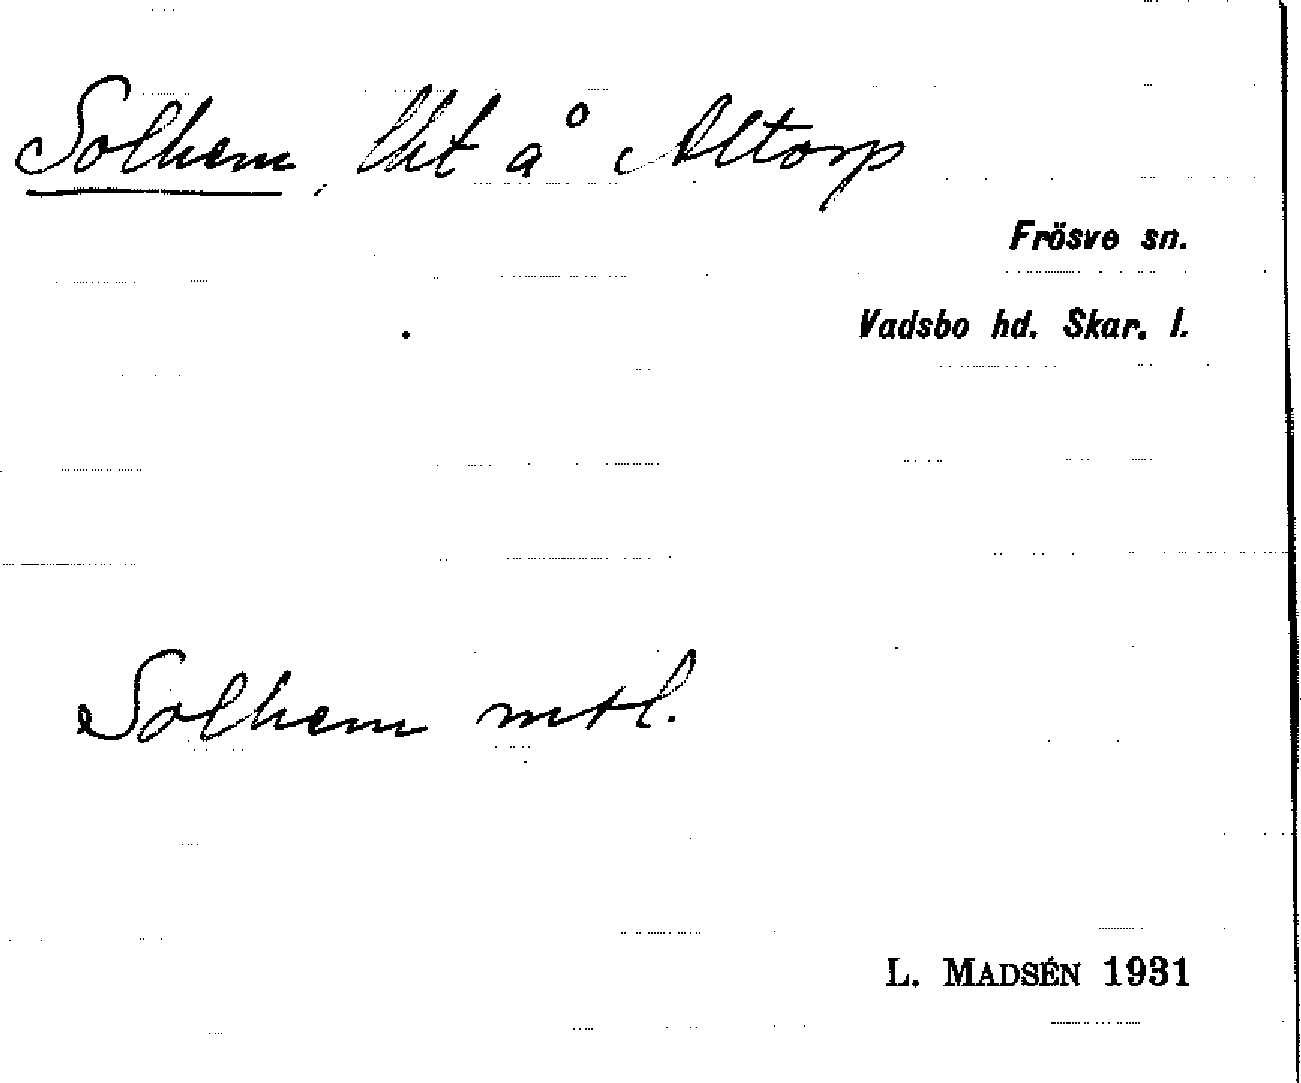 Solhem, lht å Altorp
Frösve sn.
Vadsbo hd. Skar. l.
Solhem mtl.
L. MADSÉN 1931